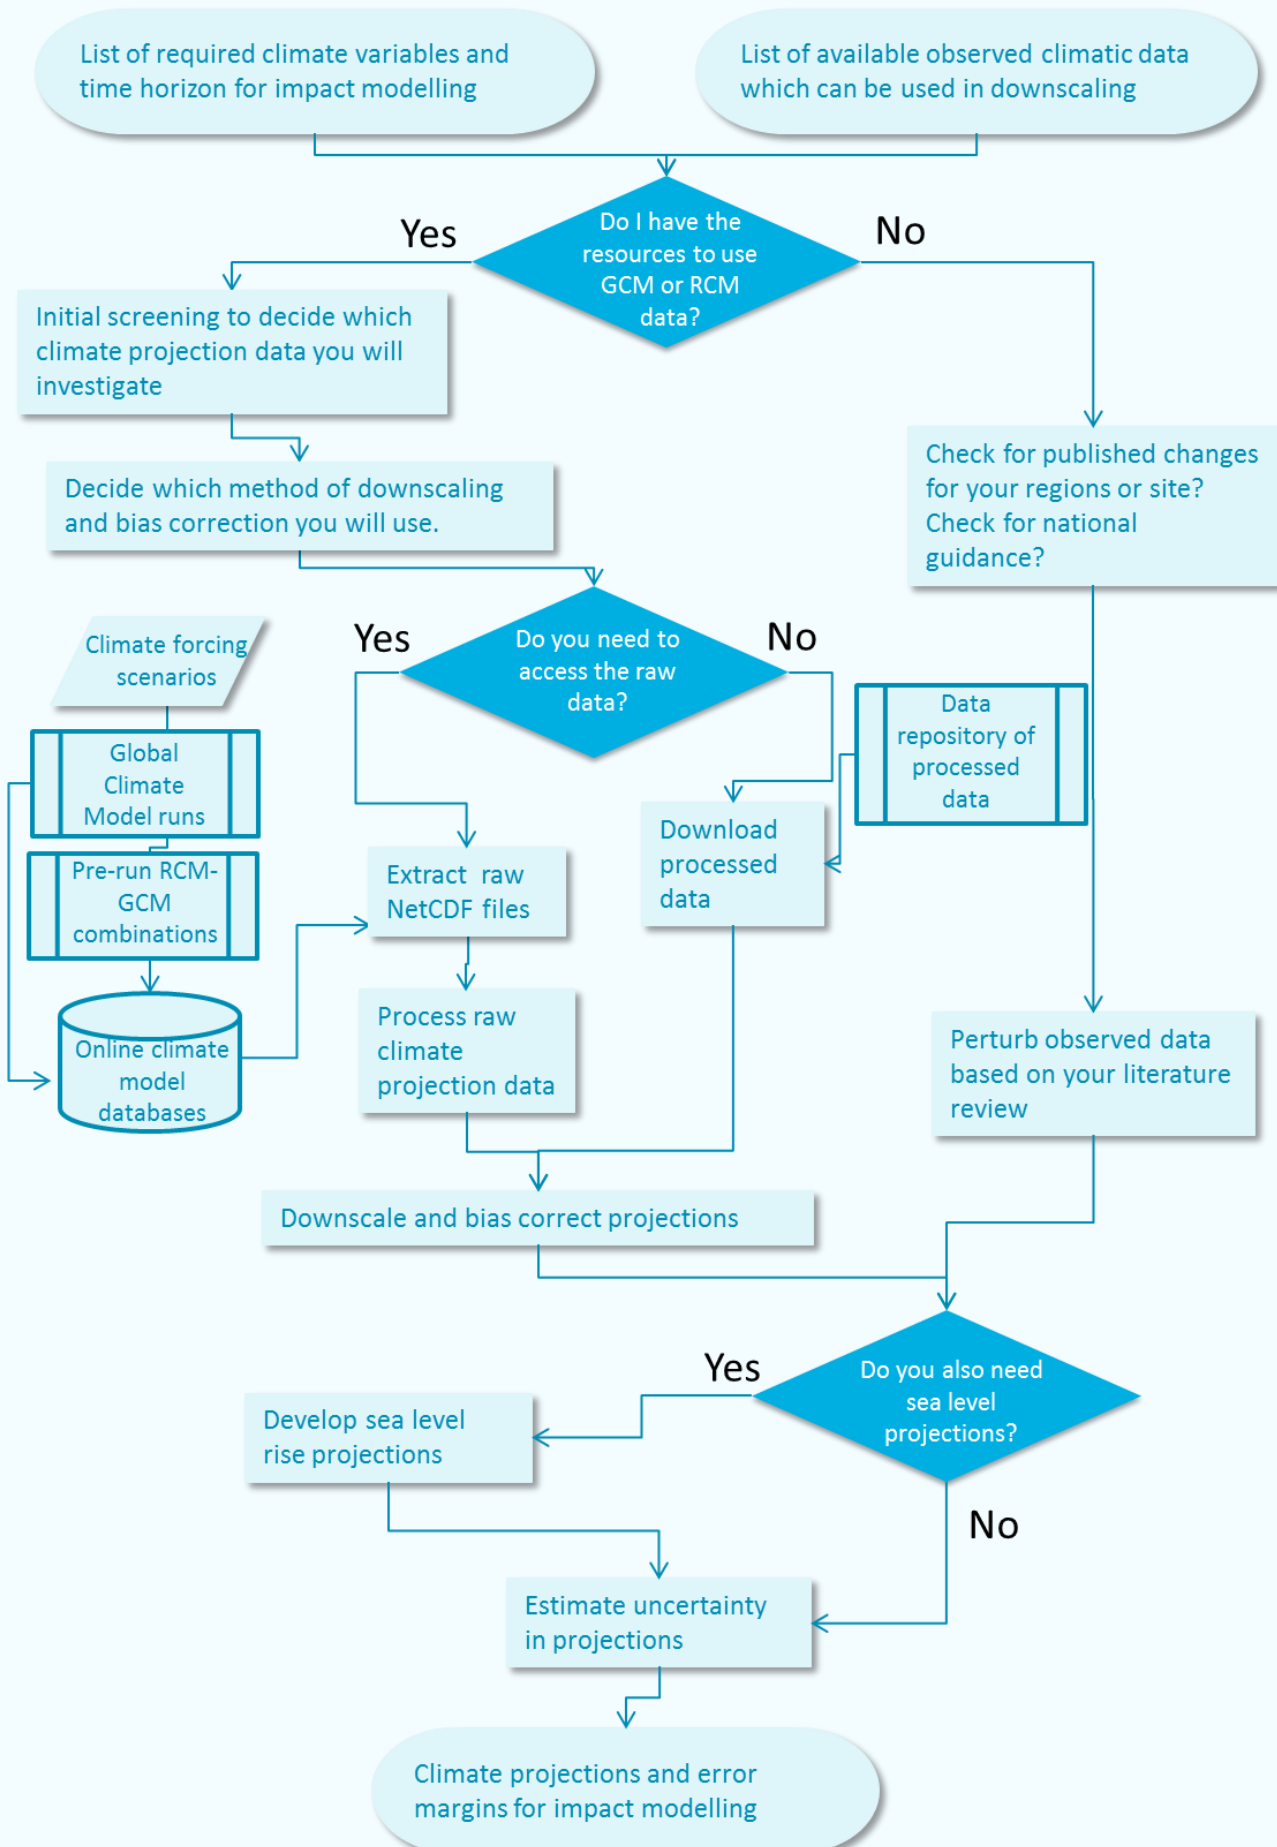 List of required climate variables and
time horizon for impact modelling
List of available observed climatic data
which can be used in downscaling
Do I have the
resources to use
GCM or RCM
data?
Yes
No
Initial screening to decide which
climate projection data you will
investigate
Decide which method of downscaling
and bias correction you will use.
Check for published changes
for your regions or site?
Check for national
guidance?
Do you need to
access the raw
data?
Yes
No
Climate forcing
scenarios
Global
Climate
Model runs
Pre-run RCM-
GCM
combinations
Online climate
model
databases
Data
repository of
processed
data
Extract raw
NetCDF files
Download
processed
data
Process raw
climate
projection data
Perturb observed data
based on your literature
review
Downscale and bias correct projections
Do you also need
sea level
projections?
Yes
No
Develop sea level
rise projections
Estimate uncertainty
in projections
Climate projections and error
margins for impact modelling